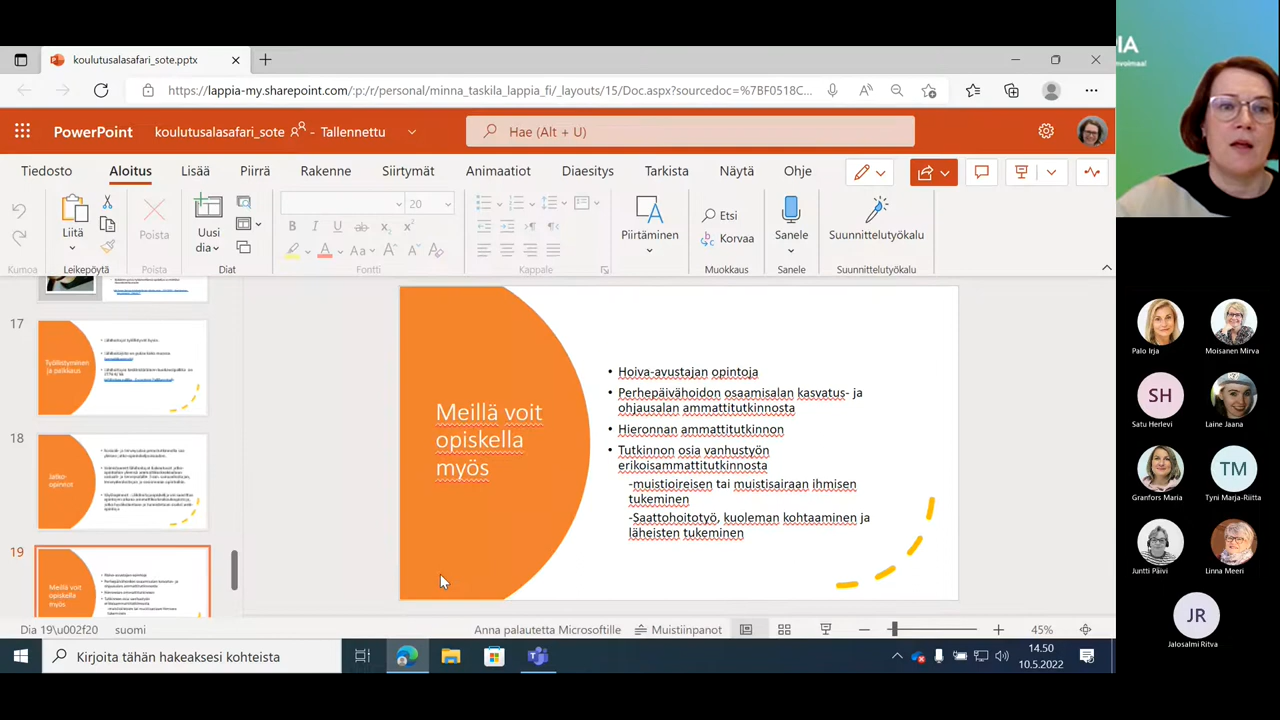 koulutusalasafari_sote.pptx
https://lappia-my.sharepoint.com/:p:/r/personal/minna_taskila_lappia_fi/_layouts/15/Doc.aspx?sourcedoc=%7BF0518C...
PowerPoint koulutusalasafari_sote - Tallennettu
Hae (Alt + U)
Tiedosto Aloitus Lisää Piirrä Rakenne Siirtymät Animaatiot Diaesitys Tarkista Näytä Ohje
20
Liitä
Poista
Uusi
dia
Piirtäminen
Etsi
Korvaa
Sanele
Suunnittelutyökalu
Kumoa Leikepöytä Poista Diat Fontti Kappale Muokkaus Sanele Suunnittelutyökalu
17
Työllistyminen
ja palkkaus
18
Jatko-
opinnot
19
Meillä voit
opiskella
myös
Meillä voit
opiskella
myös
• Hoiva-avustajan opintoja
• Perhepäivähoidon osaamisalan kasvatus- ja
ohjausalan ammattitutkinnosta
• Hieronnan ammattitutkinnon
• Tutkinnon osia vanhustyön
erikoisammattitutkinnosta
-muistioireisen tai muistisairaan ihmisen
tukeminen
-Saattohoitotyö, kuoleman kohtaaminen ja
läheisten tukeminen
Dia 19\u002f20 suomi
Anna palautetta Microsoftille
Muistiinpanot
45%
Kirjoita tähän hakeaksesi kohteista
14.50
10.5.2022
IA
nvoimaa!
Palo Irja
Moisanen Mirva
SH
Satu Herlevi
Laine Jaana
Granfors Maria
TM
Tyni Marja-Riitta
Juntti Päivi
Linna Meeri
JR
Jalosalmi Ritva